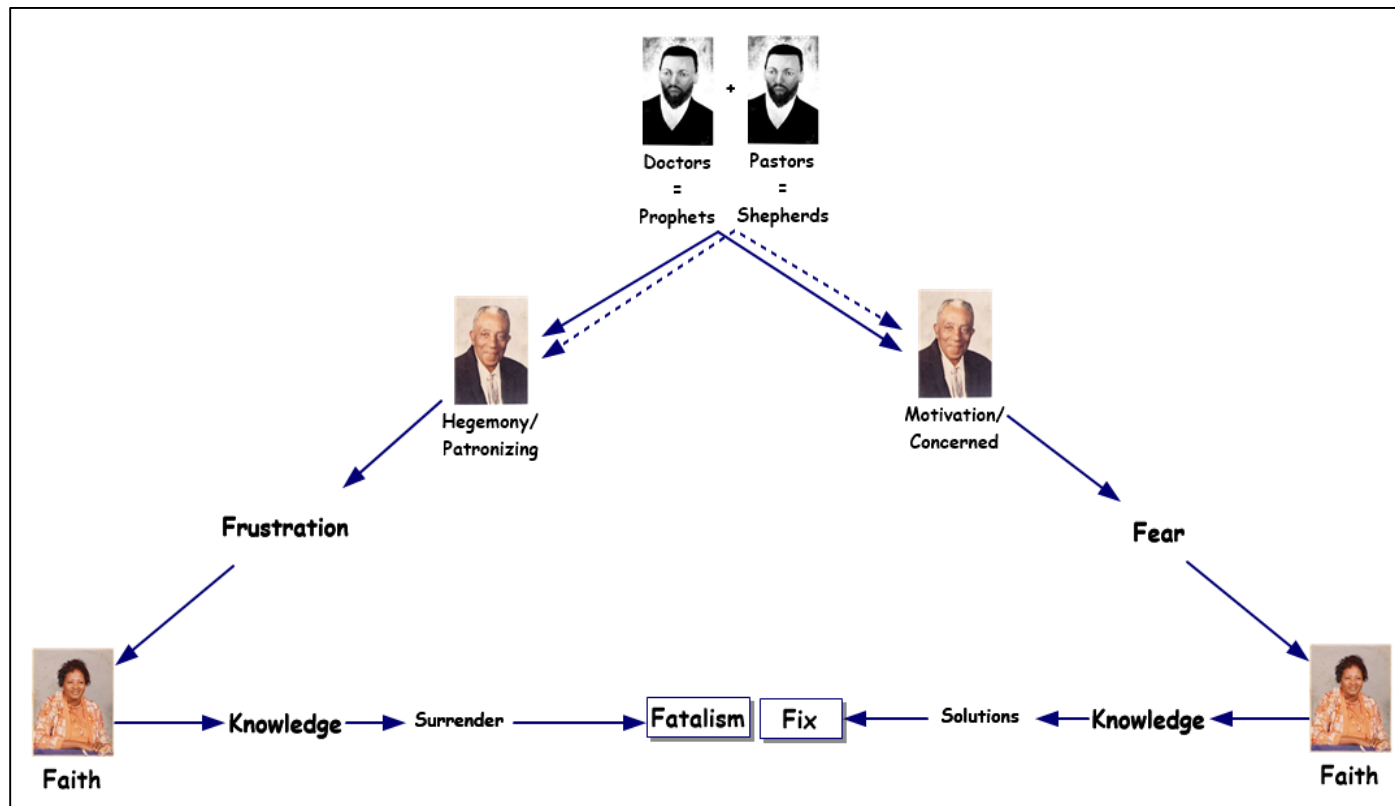 +
Doctors Pastors
= =
Prophets Shepherds
Hegemony/
Patronizing
Motivation/
Concerned
Frustration
Fear
Knowledge Surrender Fatalism Fix Solutions Knowledge
Faith Faith